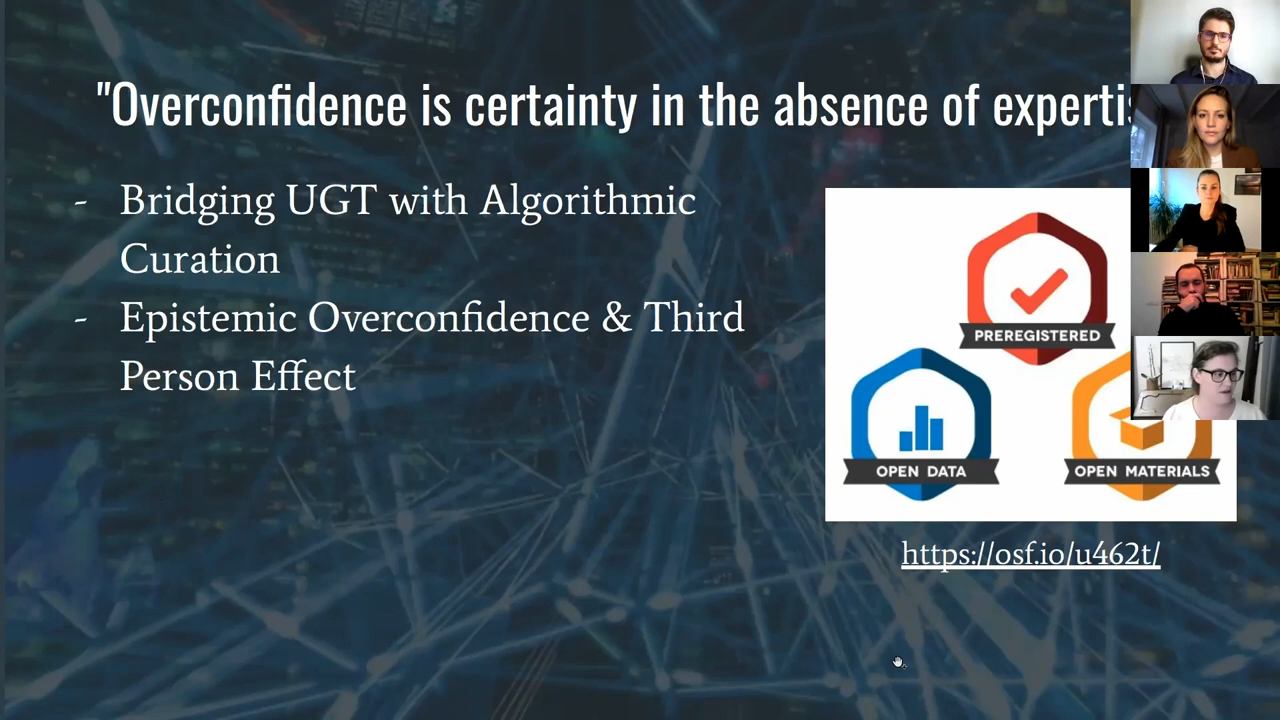 "Overconfidence is certainty in the absence of
- Bridging UGT with Algorithmic
Curation
- Epistemic Overconfidence & Third
Person Effect
PREREGISTERED
OPEN DATA
OPEN MATERIALS
https://osf.io/u462t/